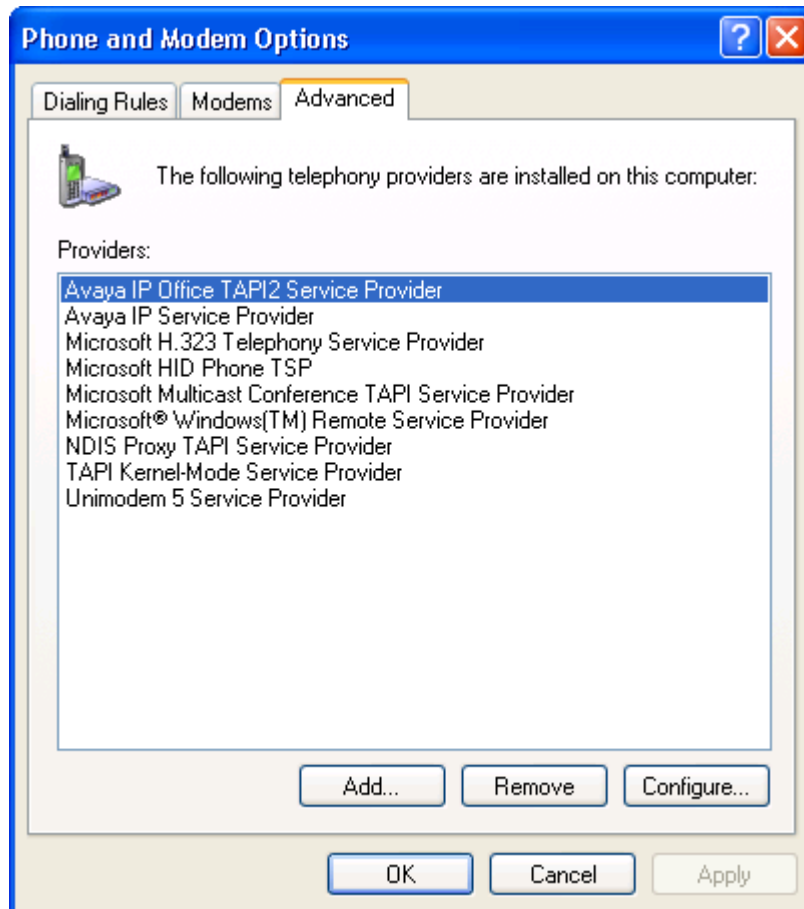 Phone and Modem Options
Dialing Rules Modems Advanced
The following telephony providers are installed on this computer:
Providers:
Avaya IP Office TAPI2 Service Provider
Avaya IP Service Provider
Microsoft H.323 Telephony Service Provider
Microsoft HID Phone TSP
Microsoft Multicast Conference TAPI Service Provider
Microsoft® Windows(TM) Remote Service Provider
NDIS Proxy TAPI Service Provider
TAPI Kernel-Mode Service Provider
Unimodem 5 Service Provider
Add... Remove Configure...
OK Cancel Apply